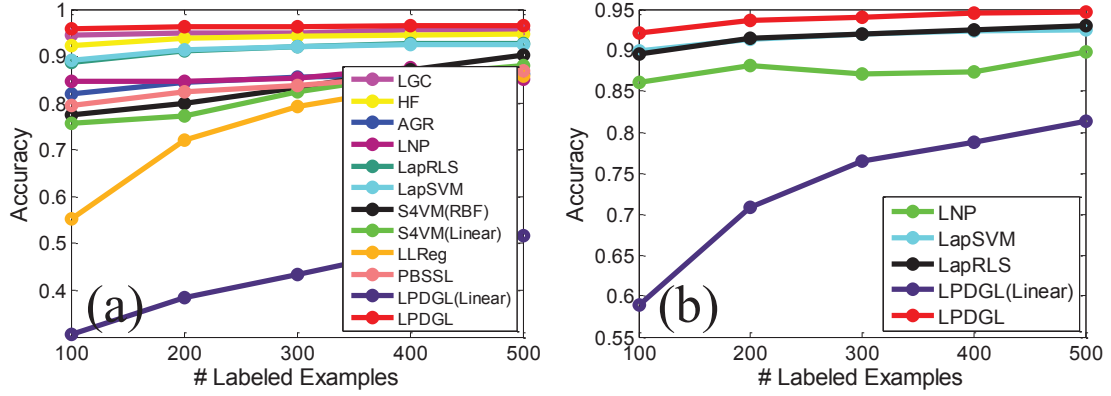 1
0.9
0.8
0.7
0.6
0.5
0.4
Accuracy
(a)
LGC
HF
AGR
LNP
LapRLS
LapSVM
S4VM(RBF)
S4VM(Linear)
LLReg
PBSSL
LPDGL(Linear)
LPDGL
100 200 300 400 500
# Labeled Examples
0.95
0.9
0.85
0.8
0.75
0.7
0.65
0.6
0.55
Accuracy
(b)
LNP
LapSVM
LapRLS
LPDGL(Linear)
LPDGL
100 200 300 400 500
# Labeled Examples